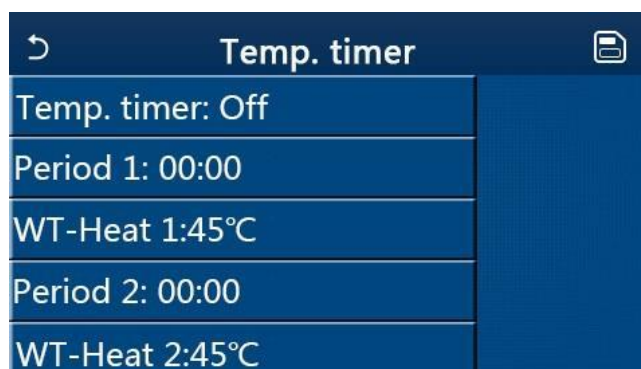 Temp. timer
Temp. timer: Off
Period 1: 00:00
WT-Heat 1:45℃
Period 2: 00:00
WT-Heat 2:45℃